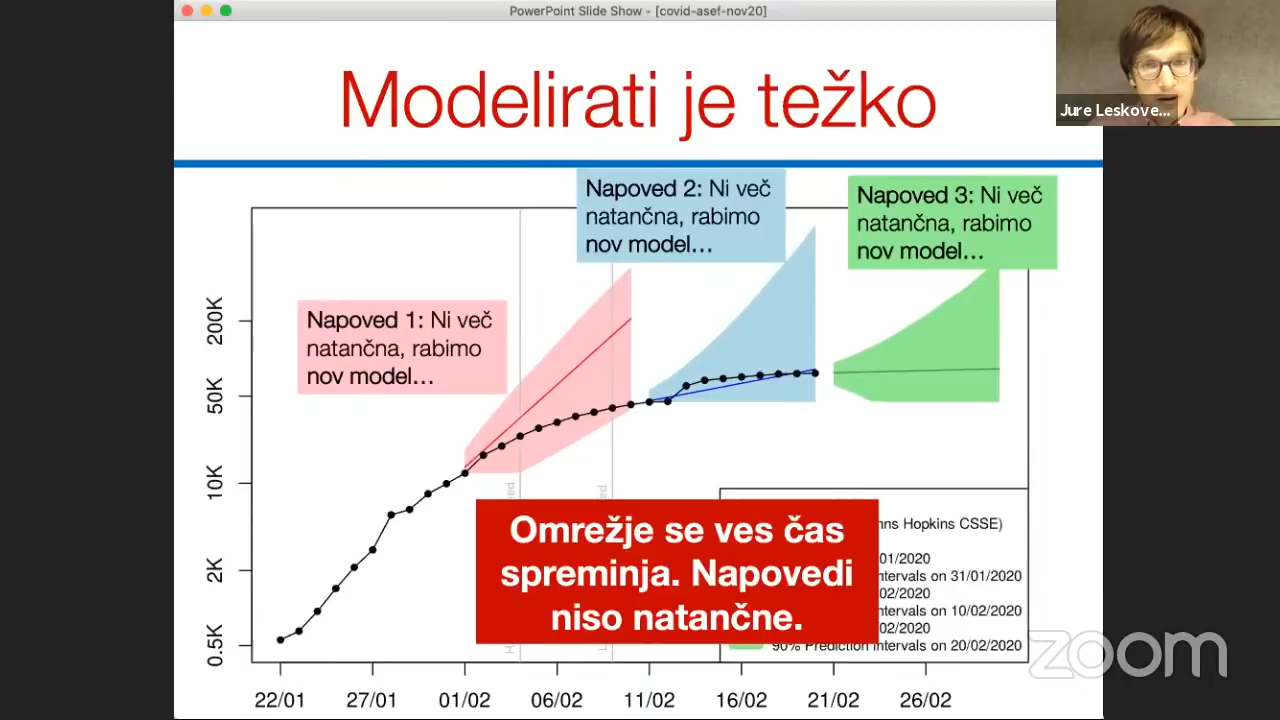 PowerPoint Slide Show - [covid-asef-nov20]
Jure Leskove...
Modelirati je težko
Napoved 1: Ni več
natančna, rabimo
nov model...
Napoved 2: Ni več
natančna, rabimo
nov model...
Napoved 3: Ni več
natančna, rabimo
nov model...
200K
50K
10K
2K
0.5K
Omrežje se ves čas
spreminja. Napovedi
niso natančne.
Hopkins CSSE)
01/2020
intervals on 31/01/2020
02/2020
intervals on 10/02/2020
02/2020
90% Prediction intervals on 20/02/2020
22/01
27/01
01/02
06/02
11/02
16/02
21/02
26/02
zoom